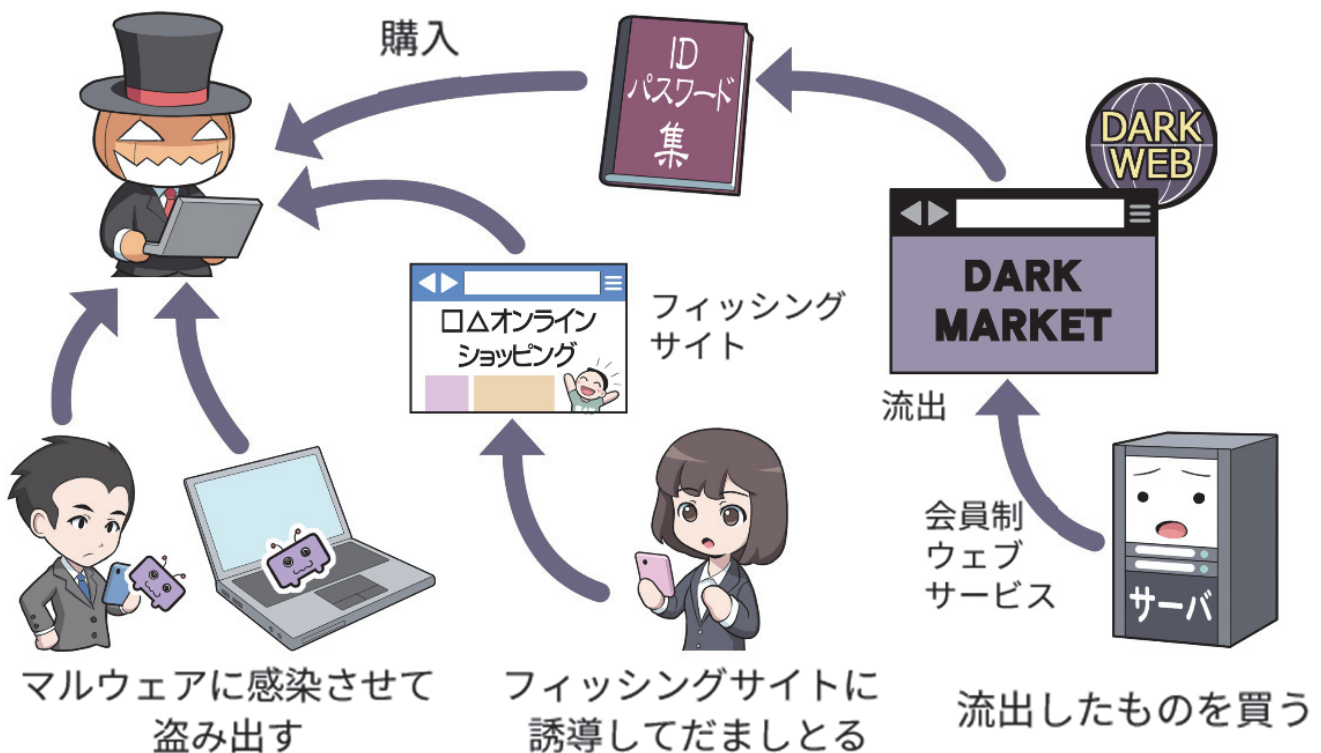 購入
ID
パスワード
集
DARK
WEB
DARK
MARKET
□△オンライン
ショッピング
フィッシング
サイト
流出
会員制
ウェブ
サービス
サーバ
マルウェアに感染させて
盗み出す
フィッシングサイトに
誘導してだましとる
流出したものを買う